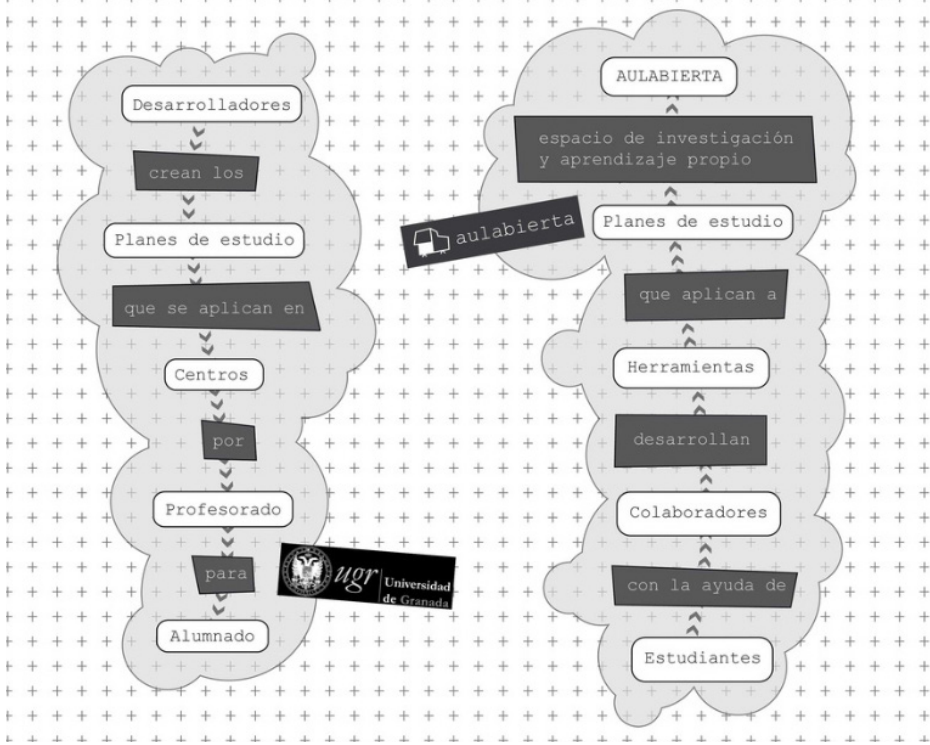 Desarrolladores
crean los
Planes de estudio
que se aplican en
Centros
por
Profesorado
para
Alumnado
ugr
Universidad
de Granada
AULABIERTA
espacio de investigación
y aprendizaje propio
aulabierta
Planes de estudio
que aplican a
Herramientas
desarrollan
Colaboradores
con la ayuda de
Estudiantes